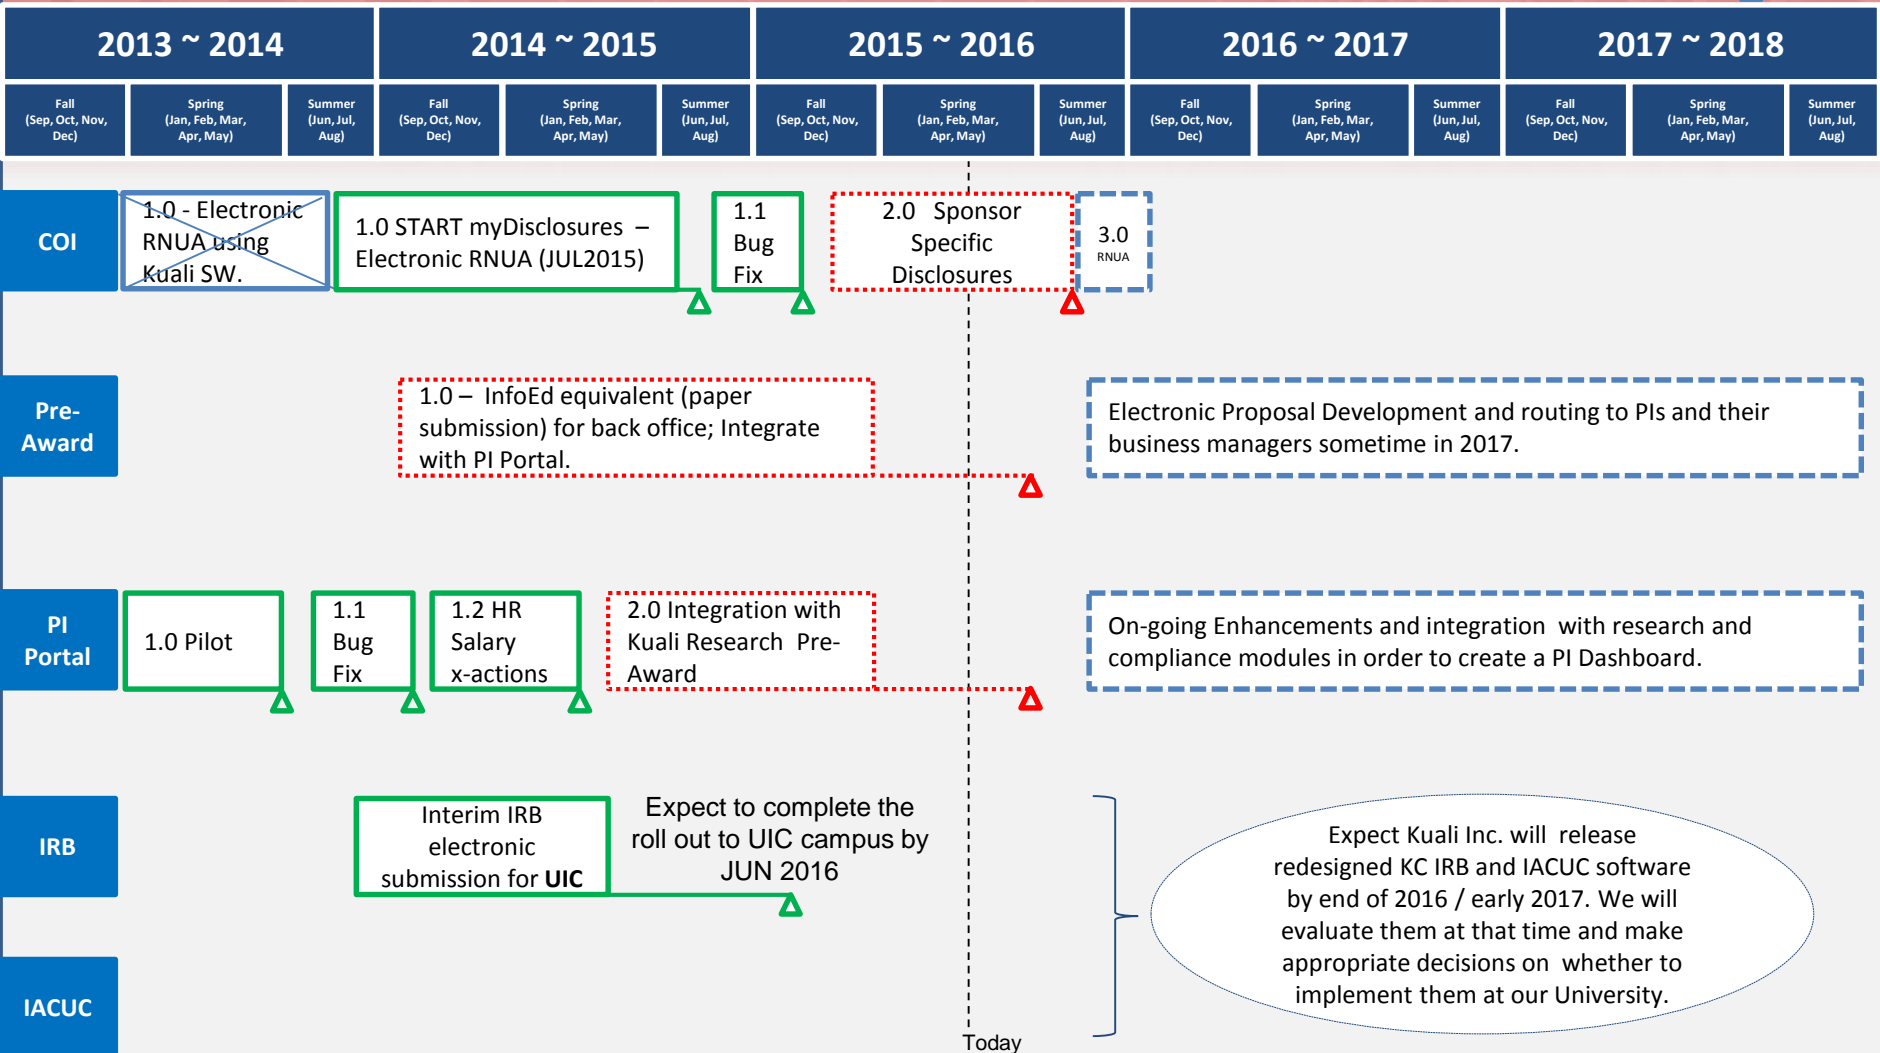 2013 ~ 2014
2014 ~ 2015
2015 ~ 2016
2016 ~ 2017
2017 ~ 2018
Fall
(Sep, Oct, Nov,
Dec)
Spring
(Jan, Feb, Mar,
Apr, May)
Summer
(Jun, Jul,
Aug)
Fall
(Sep, Oct, Nov,
Dec)
Spring
(Jan, Feb, Mar,
Apr, May)
Summer
(Jun, Jul,
Aug)
Fall
(Sep, Oct, Nov,
Dec)
Spring
(Jan, Feb, Mar,
Apr, May)
Summer
(Jun, Jul,
Aug)
Fall
(Sep, Oct, Nov,
Dec)
Spring
(Jan, Feb, Mar,
Apr, May)
Summer
(Jun, Jul,
Aug)
Fall
(Sep, Oct, Nov,
Dec)
Spring
(Jan, Feb, Mar,
Apr, May)
Summer
(Jun, Jul,
Aug)
COI
1.0 - Electronic
RNUA using
Kuali SW.
1.0 START myDisclosures –
Electronic RNUA (JUL2015)
1.1
Bug
Fix
2.0 Sponsor
Specific
Disclosures
3.0
RNUA
Pre-
Award
1.0 – InfoEd equivalent (paper
submission) for back office; Integrate
with PI Portal.
Electronic Proposal Development and routing to PIs and their
business managers sometime in 2017.
PI
Portal
1.0 Pilot
1.1
Bug
Fix
1.2 HR
Salary
x-actions
2.0 Integration with
Kuali Research Pre-
Award
On-going Enhancements and integration with research and
compliance modules in order to create a PI Dashboard.
IRB
Interim IRB
electronic
submission for UIC
Expect to complete the
roll out to UIC campus by
JUN 2016
Expect Kuali Inc. will release
redesigned KC IRB and IACUC software
by end of 2016 / early 2017. We will
evaluate them at that time and make
appropriate decisions on whether to
implement them at our University.
IACUC
Today